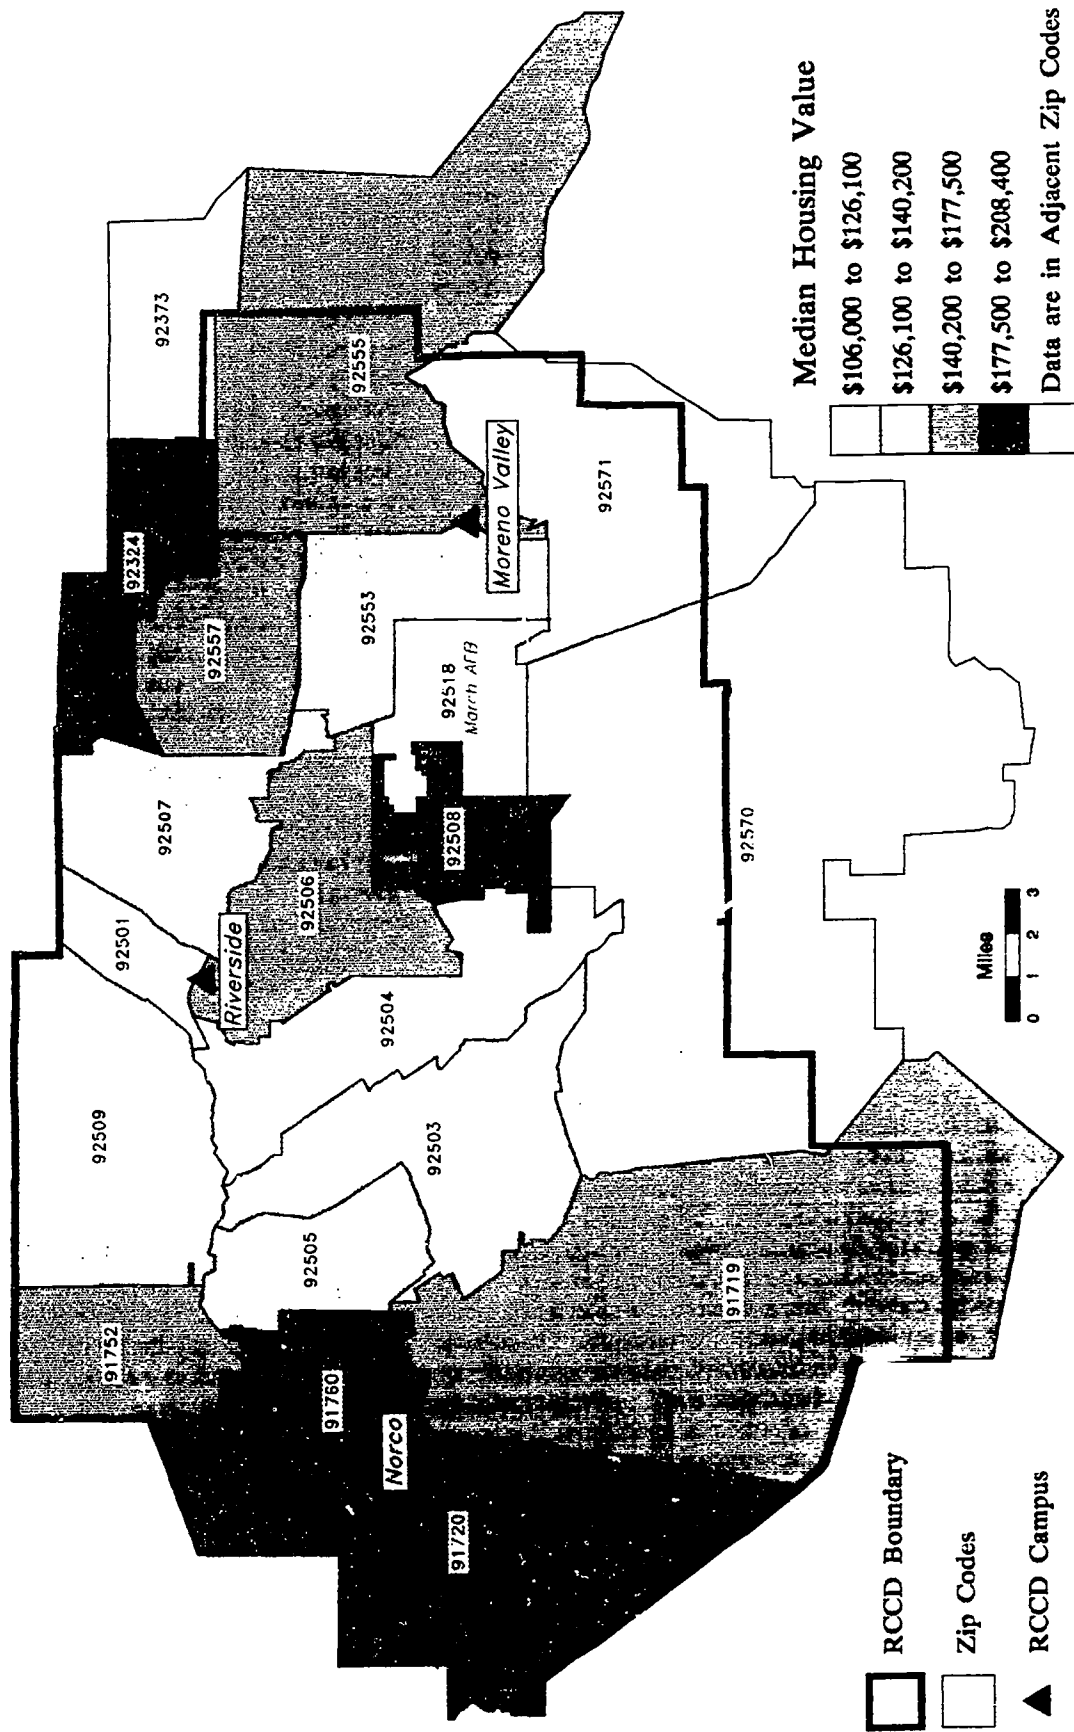 92373
92324
92555
92557
Moreno Valley
92571
92553
92518
March AFB
92507
92508
92506
92501
Riverside
92504
92570
92509
92503
92505
91752
91760
Norco
91719
91720
Median Housing Value
$106,000 to $126,100
$126,100 to $140,200
$140,200 to $177,500
$177,500 to $208,400
Data are in Adjacent Zip Codes
Miles
0 1 2 3
RCCD Boundary
Zip Codes
RCCD Campus